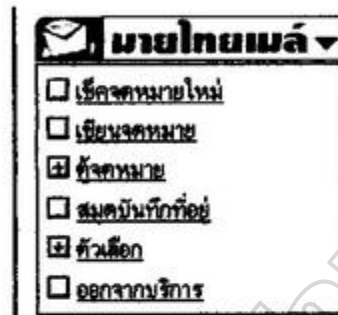 มายไทยเมล์
เช็คจดหมายใหม่
เขียนจดหมาย
ตู้จดหมาย
สมุดบันทึกที่อยู่
ตัวเลือก
ออกจากบริการ